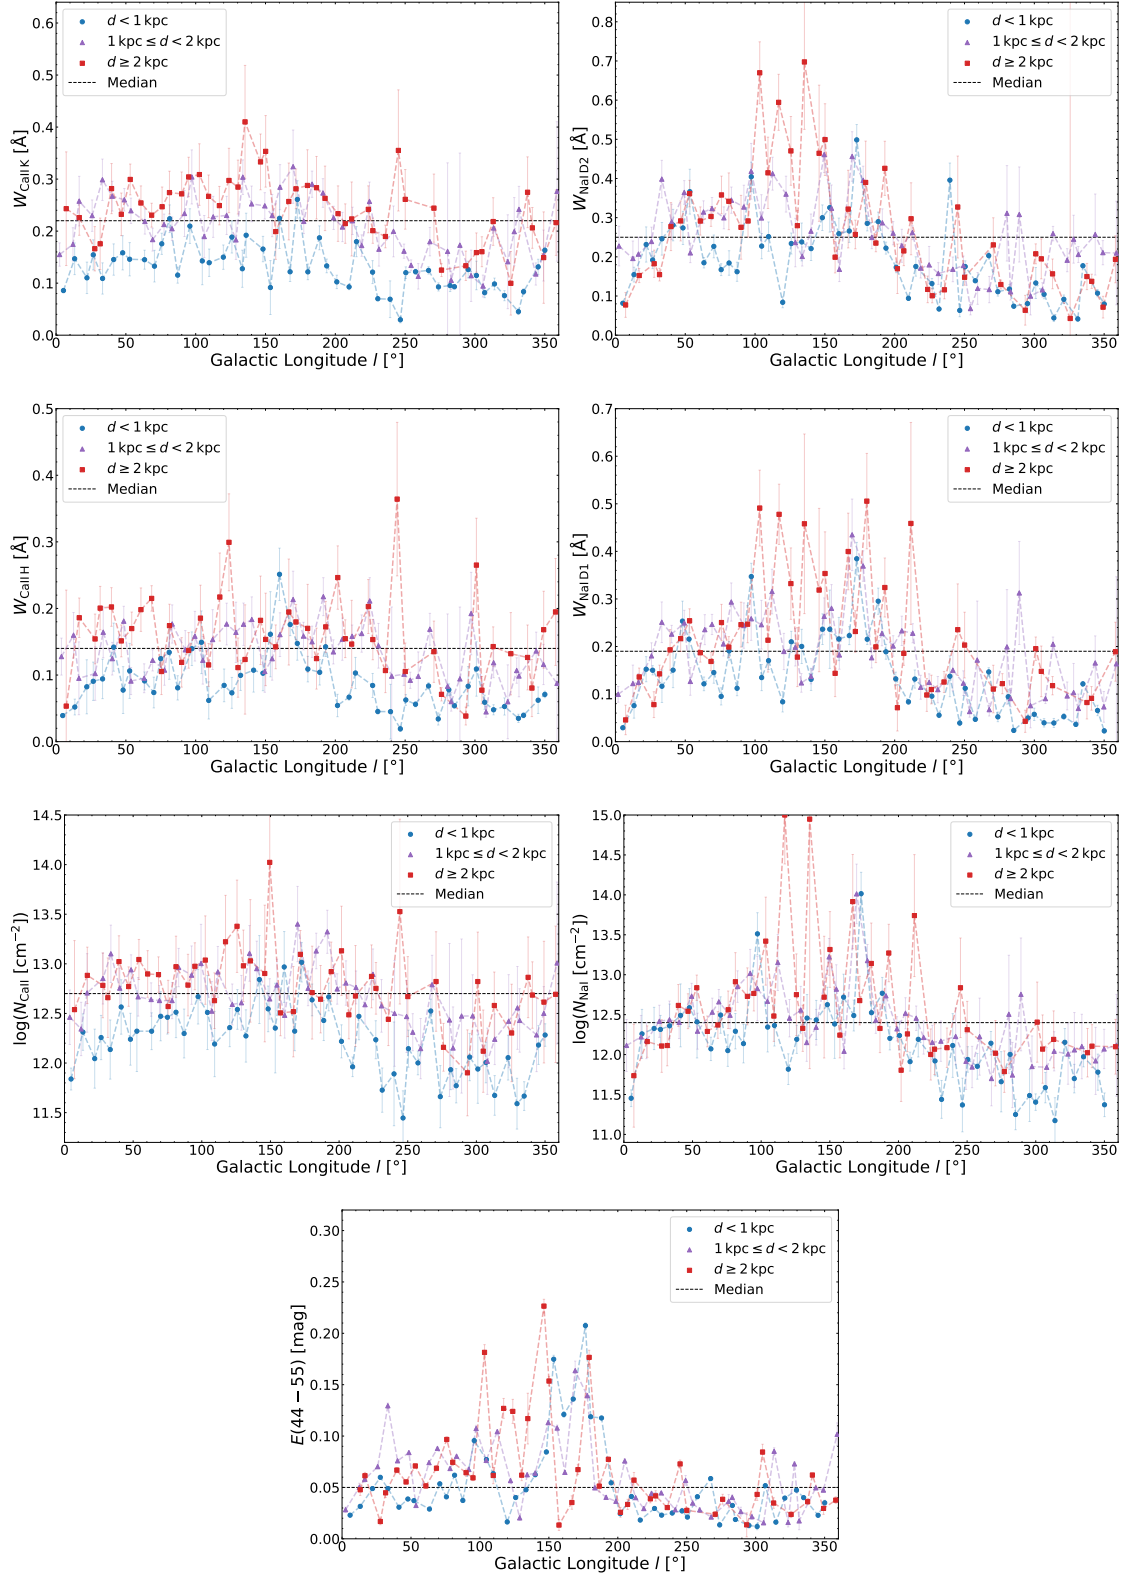 0.6
0.5
0.4
0.3
0.2
0.1
0.0
W CaII K [Å]
d < 1 kpc
1 kpc ≤ d < 2 kpc
d ≥ 2 kpc
Median
0 50 100 150 200 250 300 350
Galactic Longitude l [°]
0.8
0.7
0.6
0.5
0.4
0.3
0.2
0.1
0.0
W NaI D2 [Å]
d < 1 kpc
1 kpc ≤ d < 2 kpc
d ≥ 2 kpc
Median
0 50 100 150 200 250 300 350
Galactic Longitude l [°]
0.5
0.4
0.3
0.2
0.1
0.0
W CaII H [Å]
d < 1 kpc
1 kpc ≤ d < 2 kpc
d ≥ 2 kpc
Median
0 50 100 150 200 250 300 350
Galactic Longitude l [°]
0.7
0.6
0.5
0.4
0.3
0.2
0.1
0.0
W NaI D1 [Å]
d < 1 kpc
1 kpc ≤ d < 2 kpc
d ≥ 2 kpc
Median
0 50 100 150 200 250 300 350
Galactic Longitude l [°]
14.5
14.0
13.5
13.0
12.5
12.0
11.5
log(N CaII [cm−2])
d < 1 kpc
1 kpc ≤ d < 2 kpc
d ≥ 2 kpc
Median
0 50 100 150 200 250 300 350
Galactic Longitude l [°]
15.0
14.5
14.0
13.5
13.0
12.5
12.0
11.5
11.0
log(N NaI [cm−2])
d < 1 kpc
1 kpc ≤ d < 2 kpc
d ≥ 2 kpc
Median
0 50 100 150 200 250 300 350
Galactic Longitude l [°]
0.30
0.25
0.20
0.15
0.10
0.05
0.00
E(44 − 55) [mag]
d < 1 kpc
1 kpc ≤ d < 2 kpc
d ≥ 2 kpc
Median
0 50 100 150 200 250 300 350
Galactic Longitude l [°]